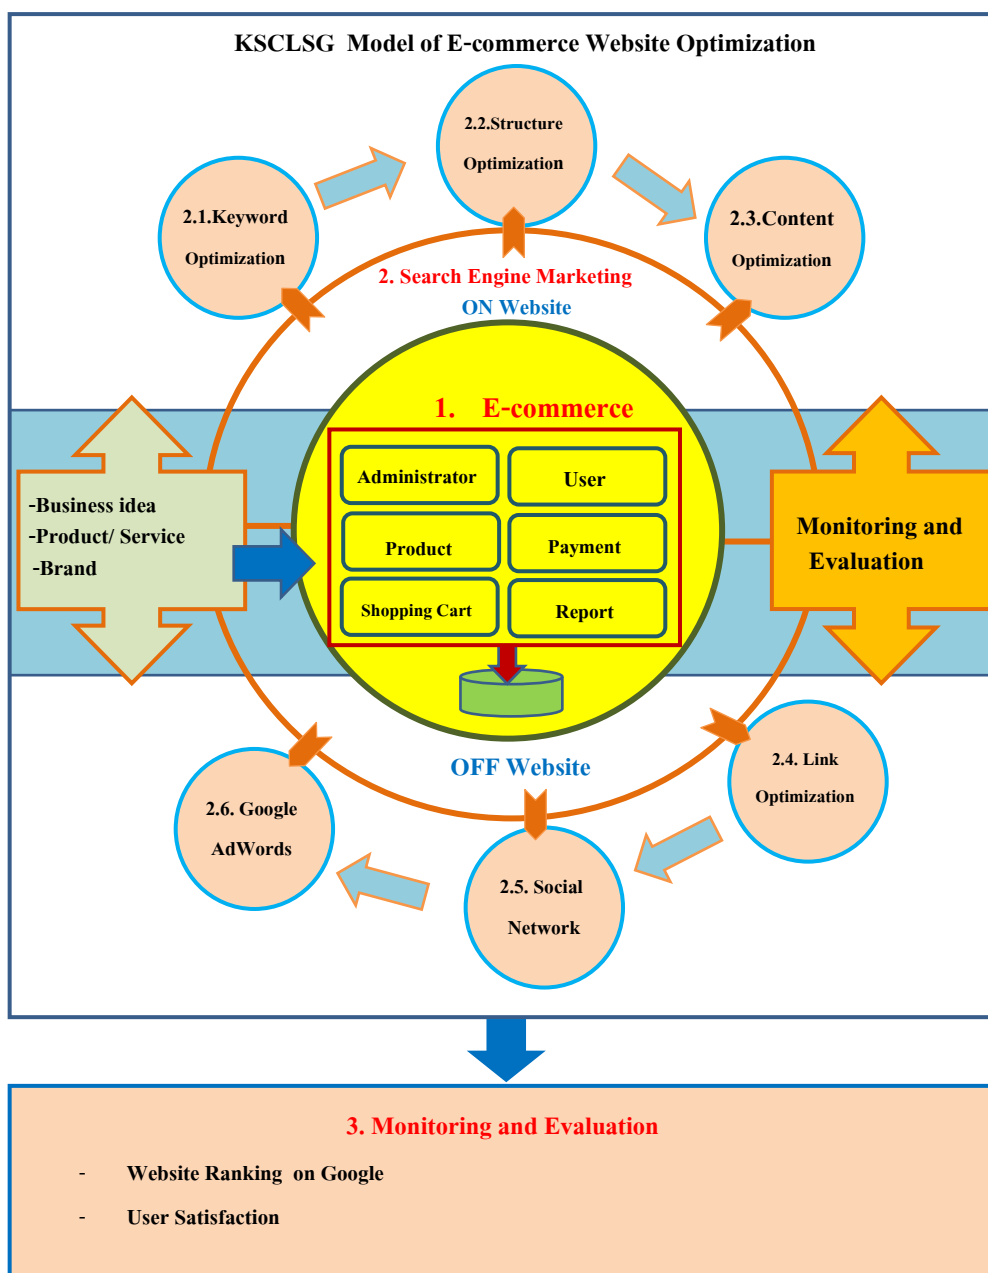 KSCLSG Model of E-commerce Website Optimization
2.2.Structure
Optimization
2.1.Keyword
Optimization
2.3.Content
Optimization
2. Search Engine Marketing
ON Website
1. E-commerce
Administrator
User
Product
Payment
Shopping Cart
Report
-Business idea
-Product/ Service
-Brand
Monitoring and
Evaluation
OFF Website
2.4. Link
Optimization
2.5. Social
Network
2.6. Google
AdWords
3. Monitoring and Evaluation
- Website Ranking on Google
- User Satisfaction